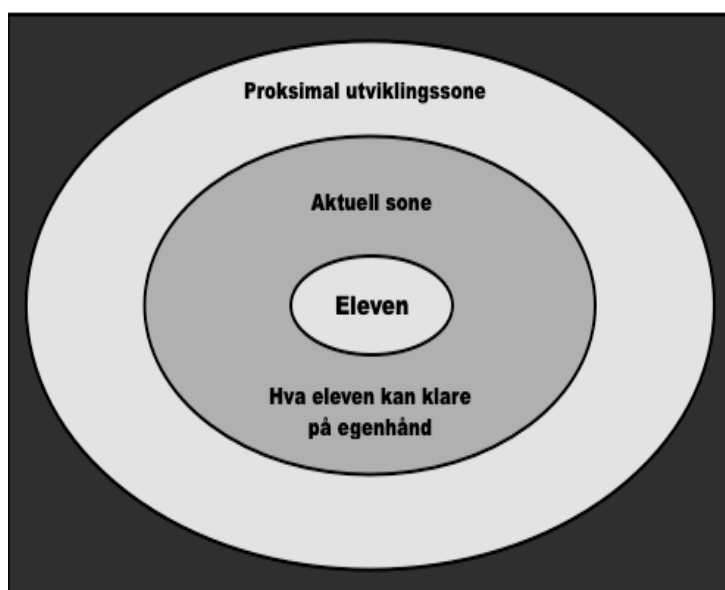 Proksimal utviklingssone
Aktuell sone
Eleven
Hva eleven kan klare
på egenhånd